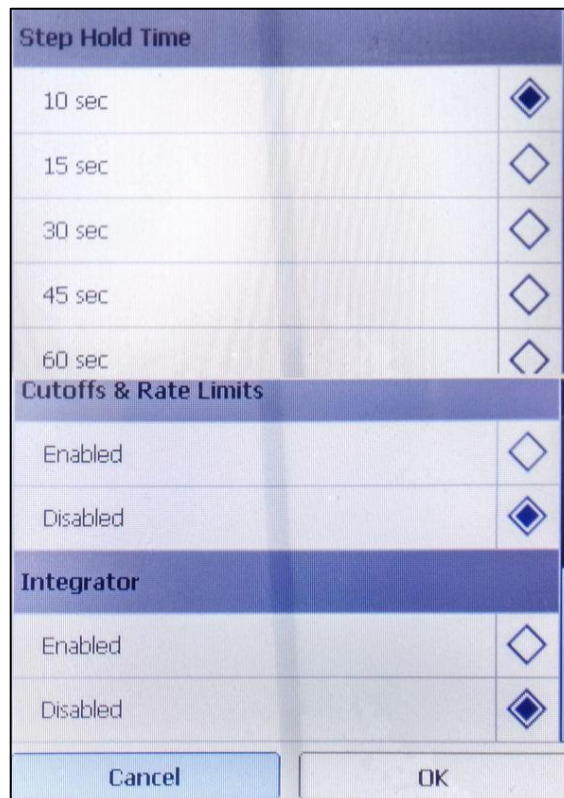 Step Hold Time
10 sec
15 sec
30 sec
45 sec
60 sec
Cutoffs & Rate Limits
Enabled
Disabled
Integrator
Enabled
Disabled
Cancel
OK